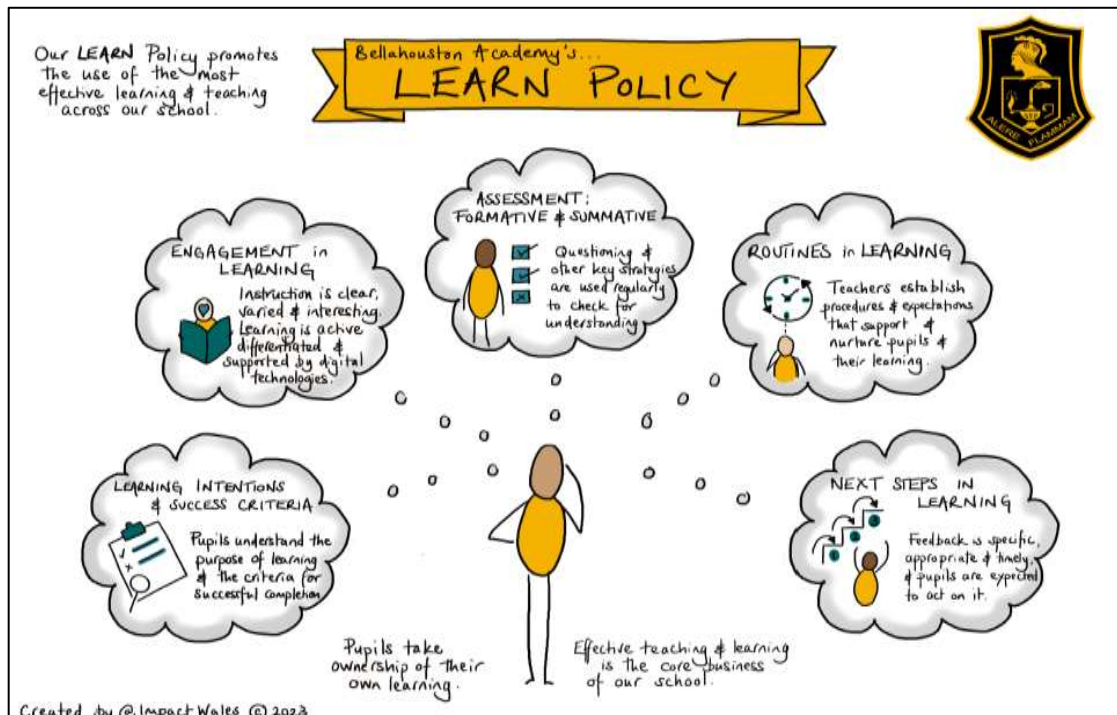 Our LEARN Policy promotes
the use of the most
effective learning & teaching
across our school.
Bellahouston Academy's...
LEARN POLICY
ALERE FLAMMAM
ENGAGEMENT in
LEARNING
Instruction is clear,
varied & interesting.
Learning is active
differentiated &
supported by digital
technologies.
ASSESSMENT:
FORMATIVE & SUMMATIVE
Questioning &
other key strategies
are used regularly
to check for
understanding
ROUTINES in LEARNING
Teachers establish
procedures & expectations
that support &
nurture pupils &
their learning.
LEARNING INTENTIONS
& SUCCESS CRITERIA
Pupils understand the
purpose of learning
& the criteria for
successful completion
NEXT STEPS IN
LEARNING
1
2
3
Feedback is specific,
appropriate & timely,
& pupils are expected
to act on it.
Pupils take
ownership of their
own learning.
Effective teaching & learning
is the core business
of our school.
Created by @ImpactWales © 2023